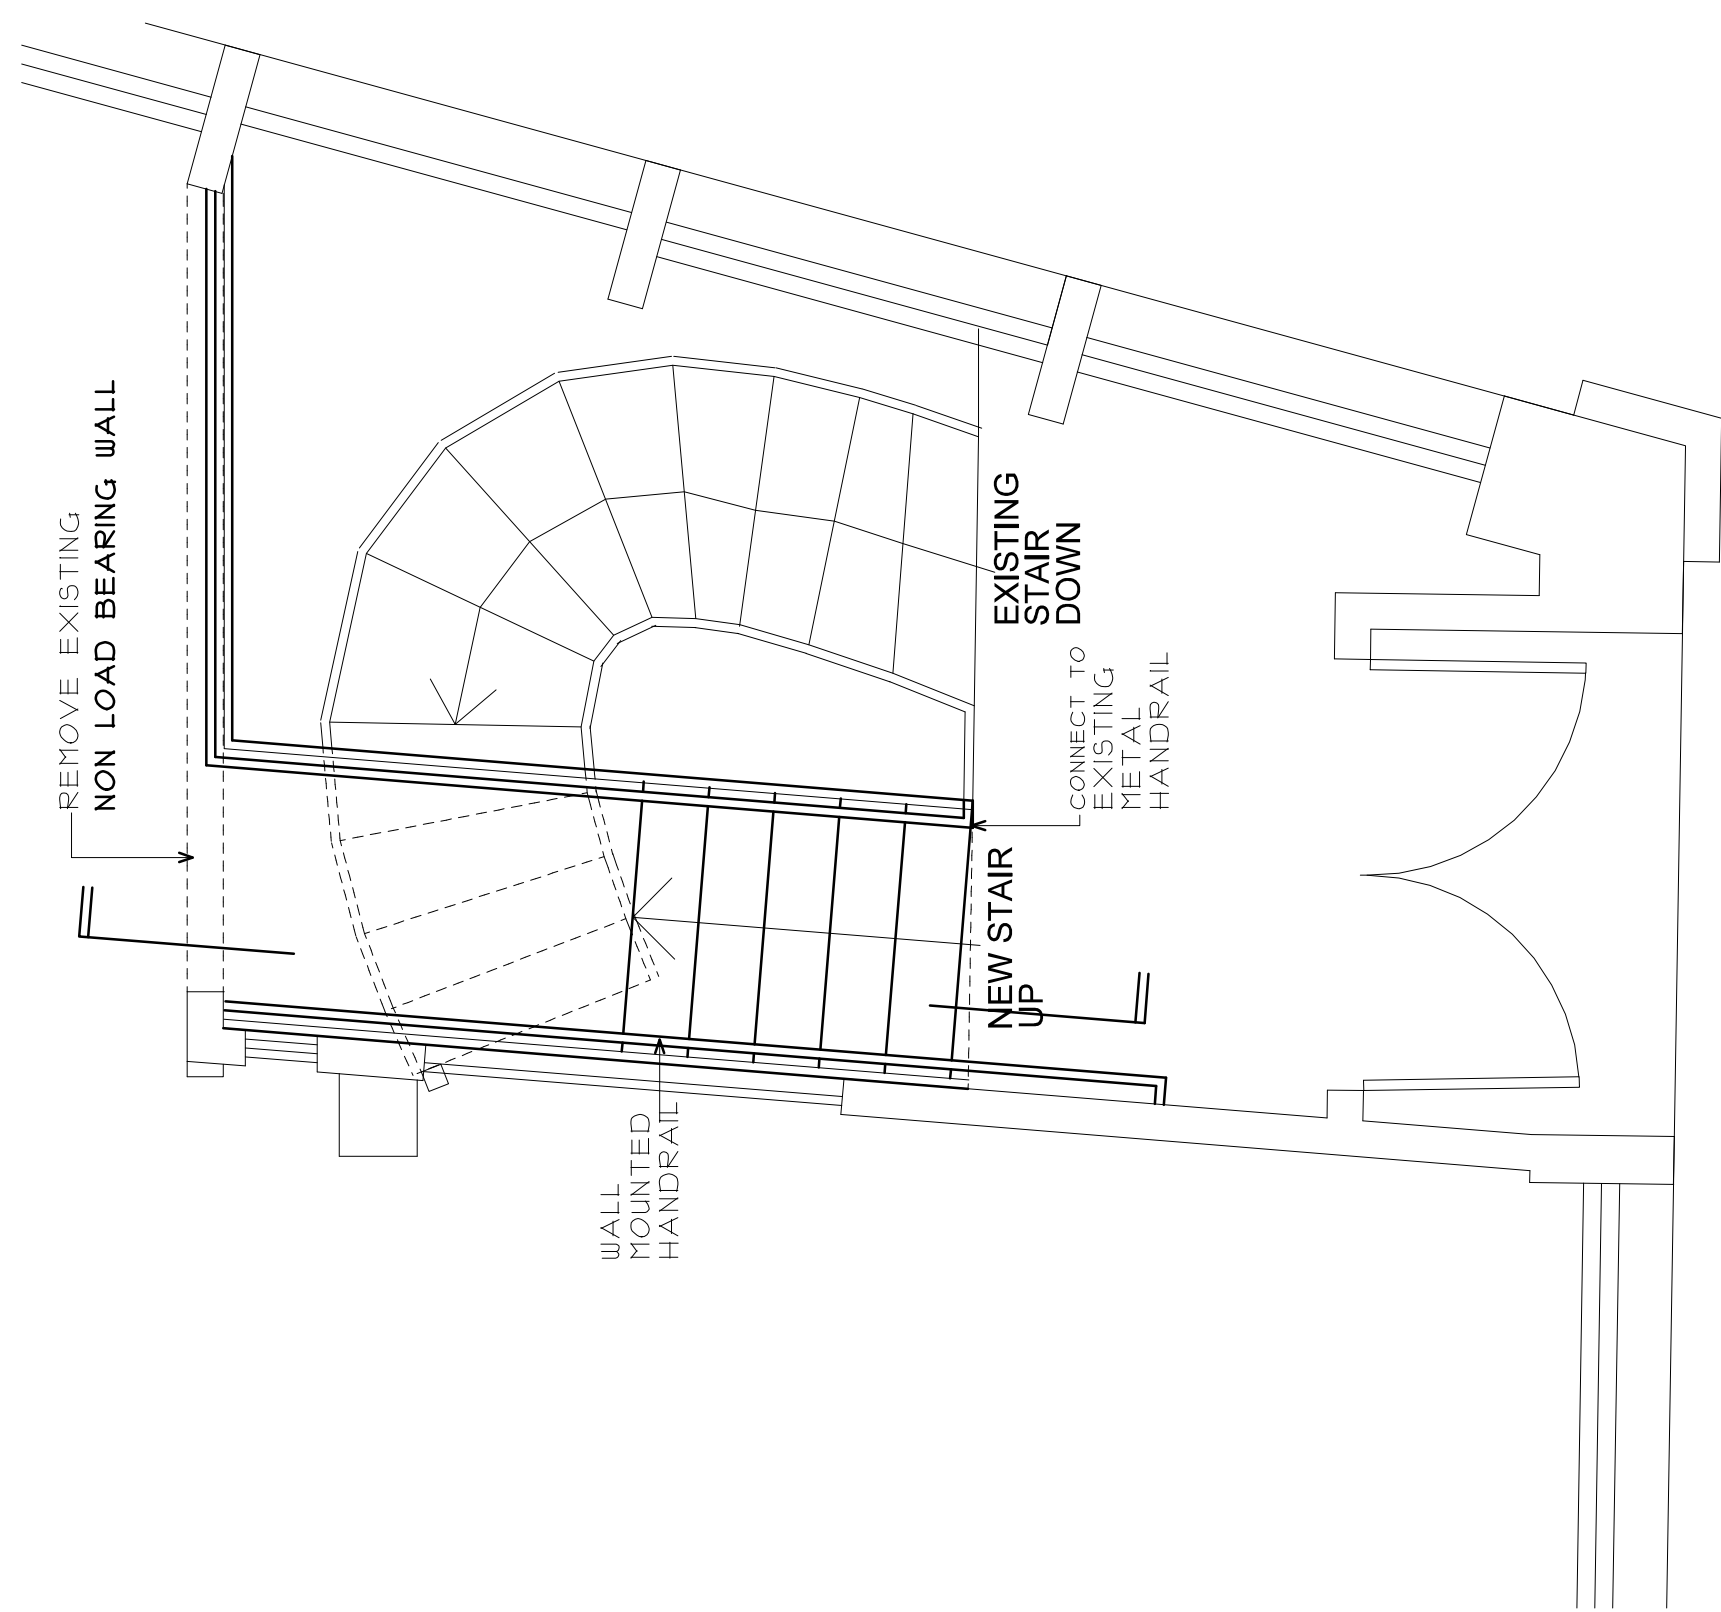 REMOVE EXISTING
NON LOAD BEARING WALL
EXISTING
STAIR
DOWN
CONNECT TO
EXISTING
METAL
HANDRAIL
NEW STAIR
UP
WALL
MOUNTED
HANDRAIL